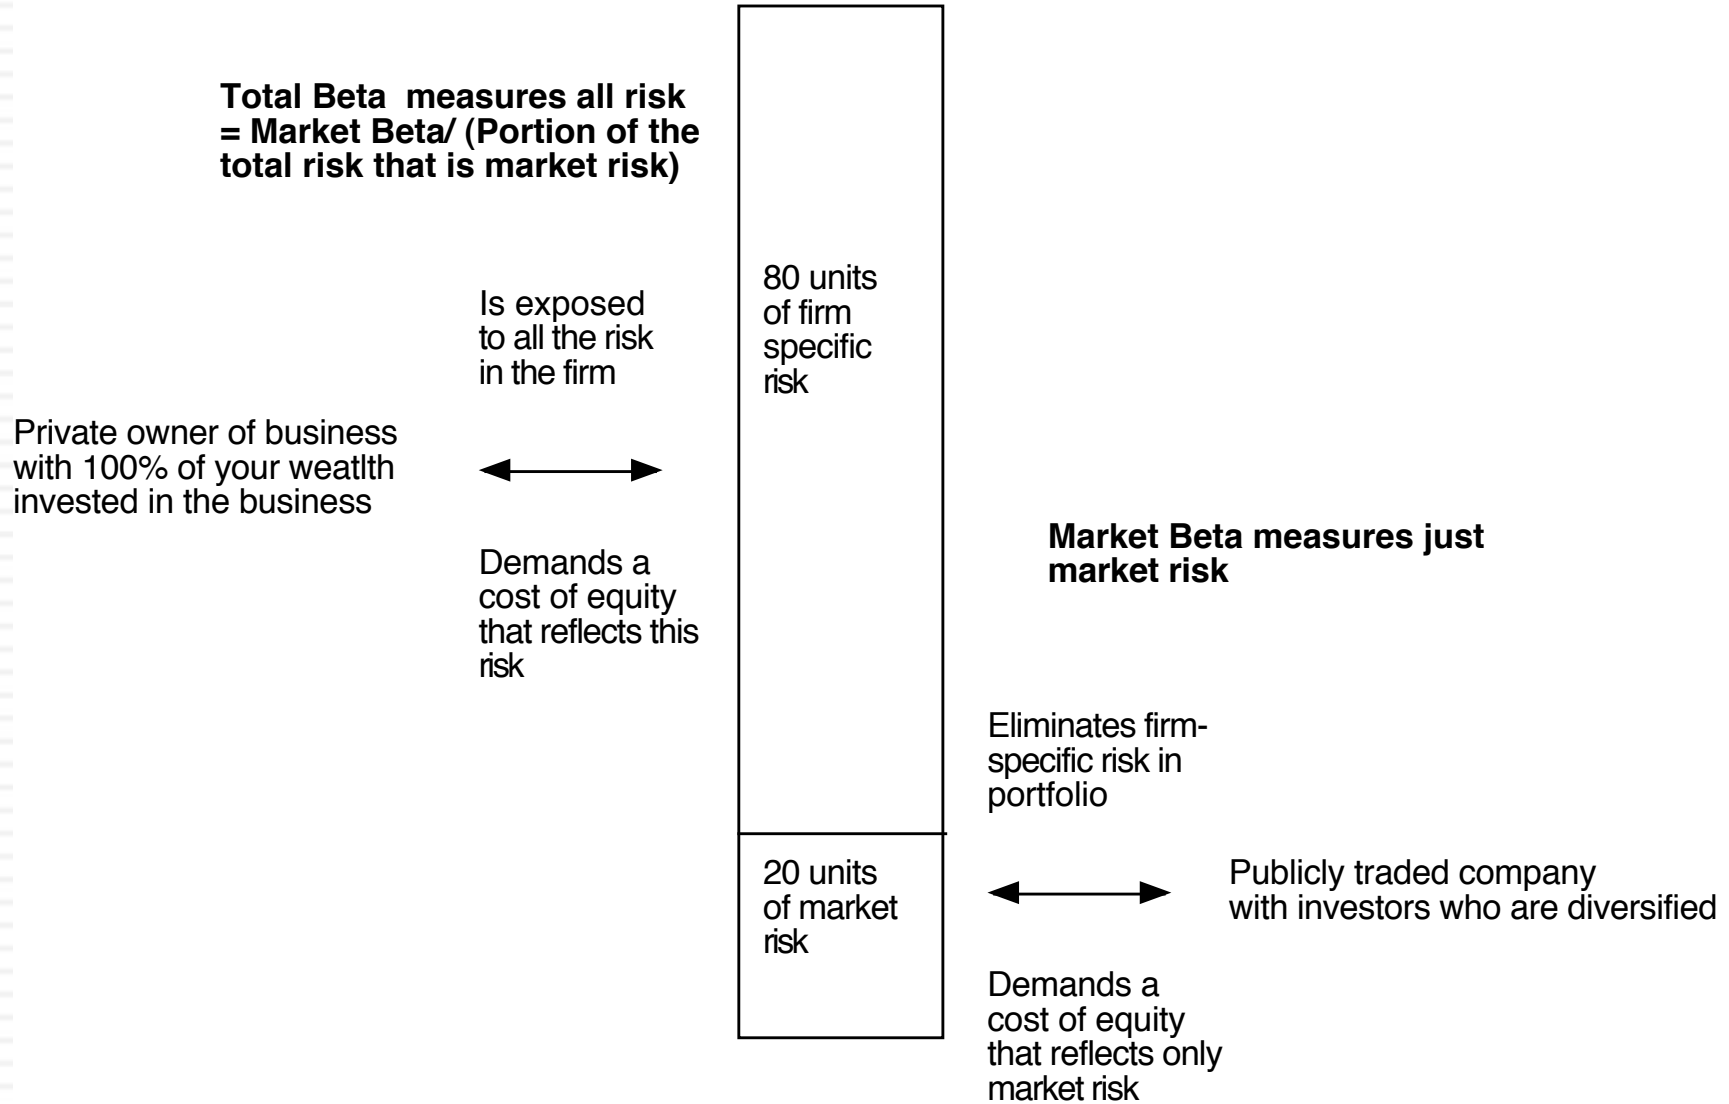 Total Beta measures all risk
= Market Beta/ (Portion of the
total risk that is market risk)
80 units
of firm
specific
risk
Is exposed
to all the risk
in the firm
Private owner of business
with 100% of your weatlth
invested in the business
Demands a
cost of equity
that reflects this
risk
Market Beta measures just
market risk
Eliminates firm-
specific risk in
portfolio
20 units
of market
risk
Publicly traded company
with investors who are diversified
Demands a
cost of equity
that reflects only
market risk